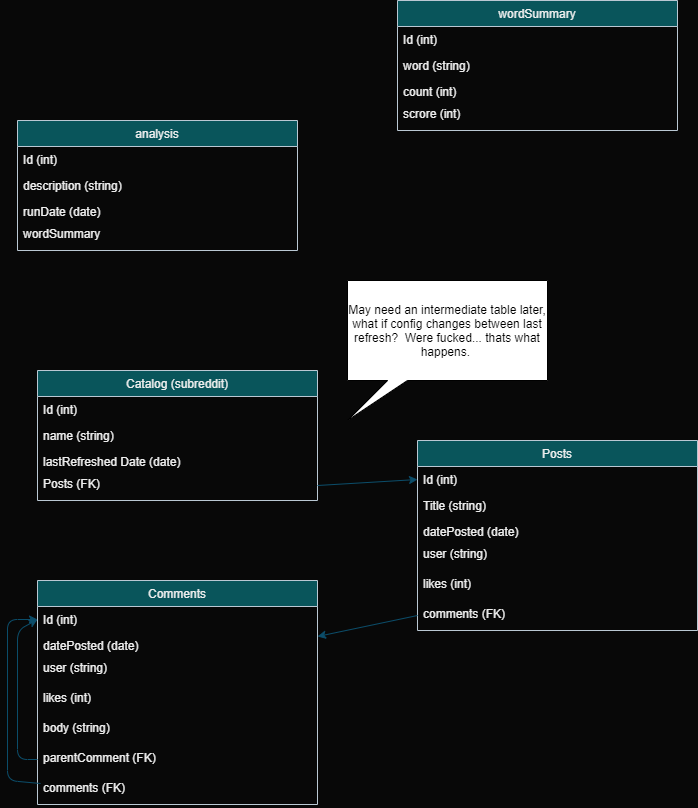 wordSummary
Id (int)
word (string)
count (int)
scrore (int)
analysis
Id (int)
description (string)
runDate (date)
wordSummary
May need an intermediate table later,
what if config changes between last
refresh? Were fucked... thats what
happens.
Catalog (subreddit)
Id (int)
name (string)
lastRefreshed Date (date)
Posts (FK)
Posts
Id (int)
Title (string)
datePosted (date)
user (string)
likes (int)
comments (FK)
Comments
Id (int)
datePosted (date)
user (string)
likes (int)
body (string)
parentComment (FK)
comments (FK)